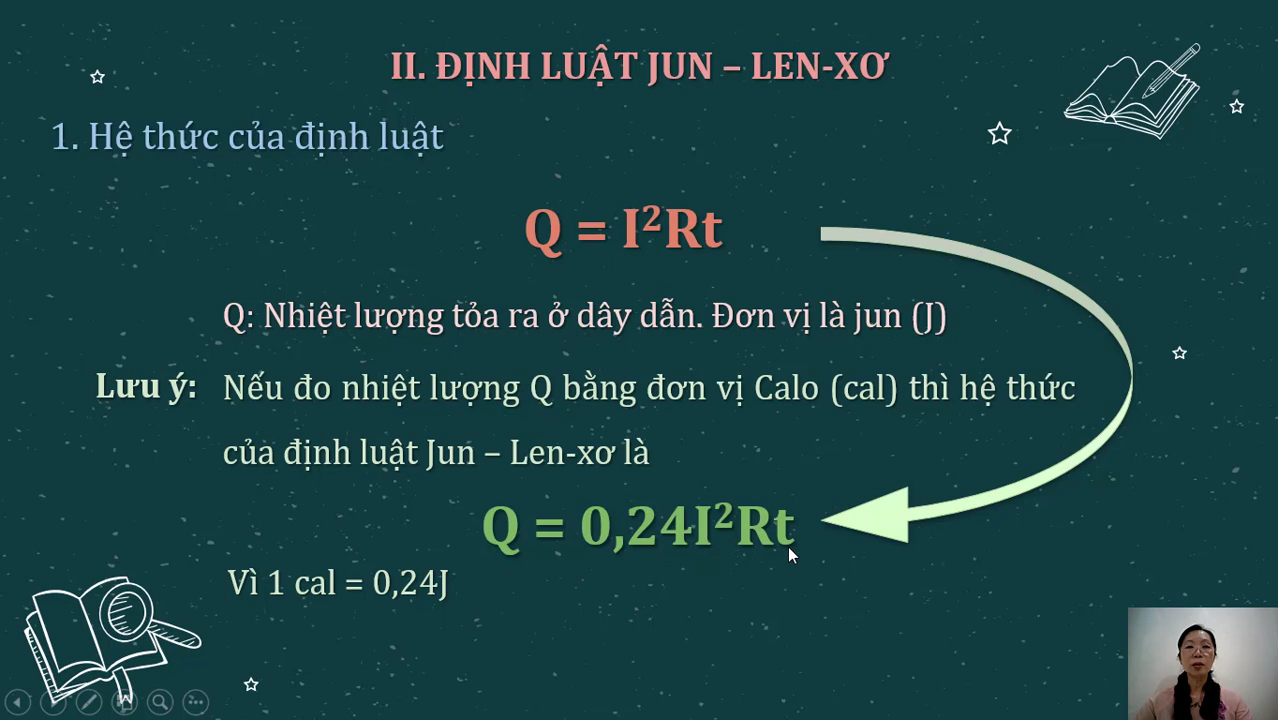 II. ĐỊNH LUẬT JUN – LEN-XƠ
1. Hệ thức của định luật
Q = I²Rt
Q: Nhiệt lượng tỏa ra ở dây dẫn. Đơn vị là jun (J)
Lưu ý: Nếu đo nhiệt lượng Q bằng đơn vị Calo (cal) thì hệ thức
của định luật Jun – Len-xơ là
Q = 0,24I²Rt
Vì 1 cal = 0,24J